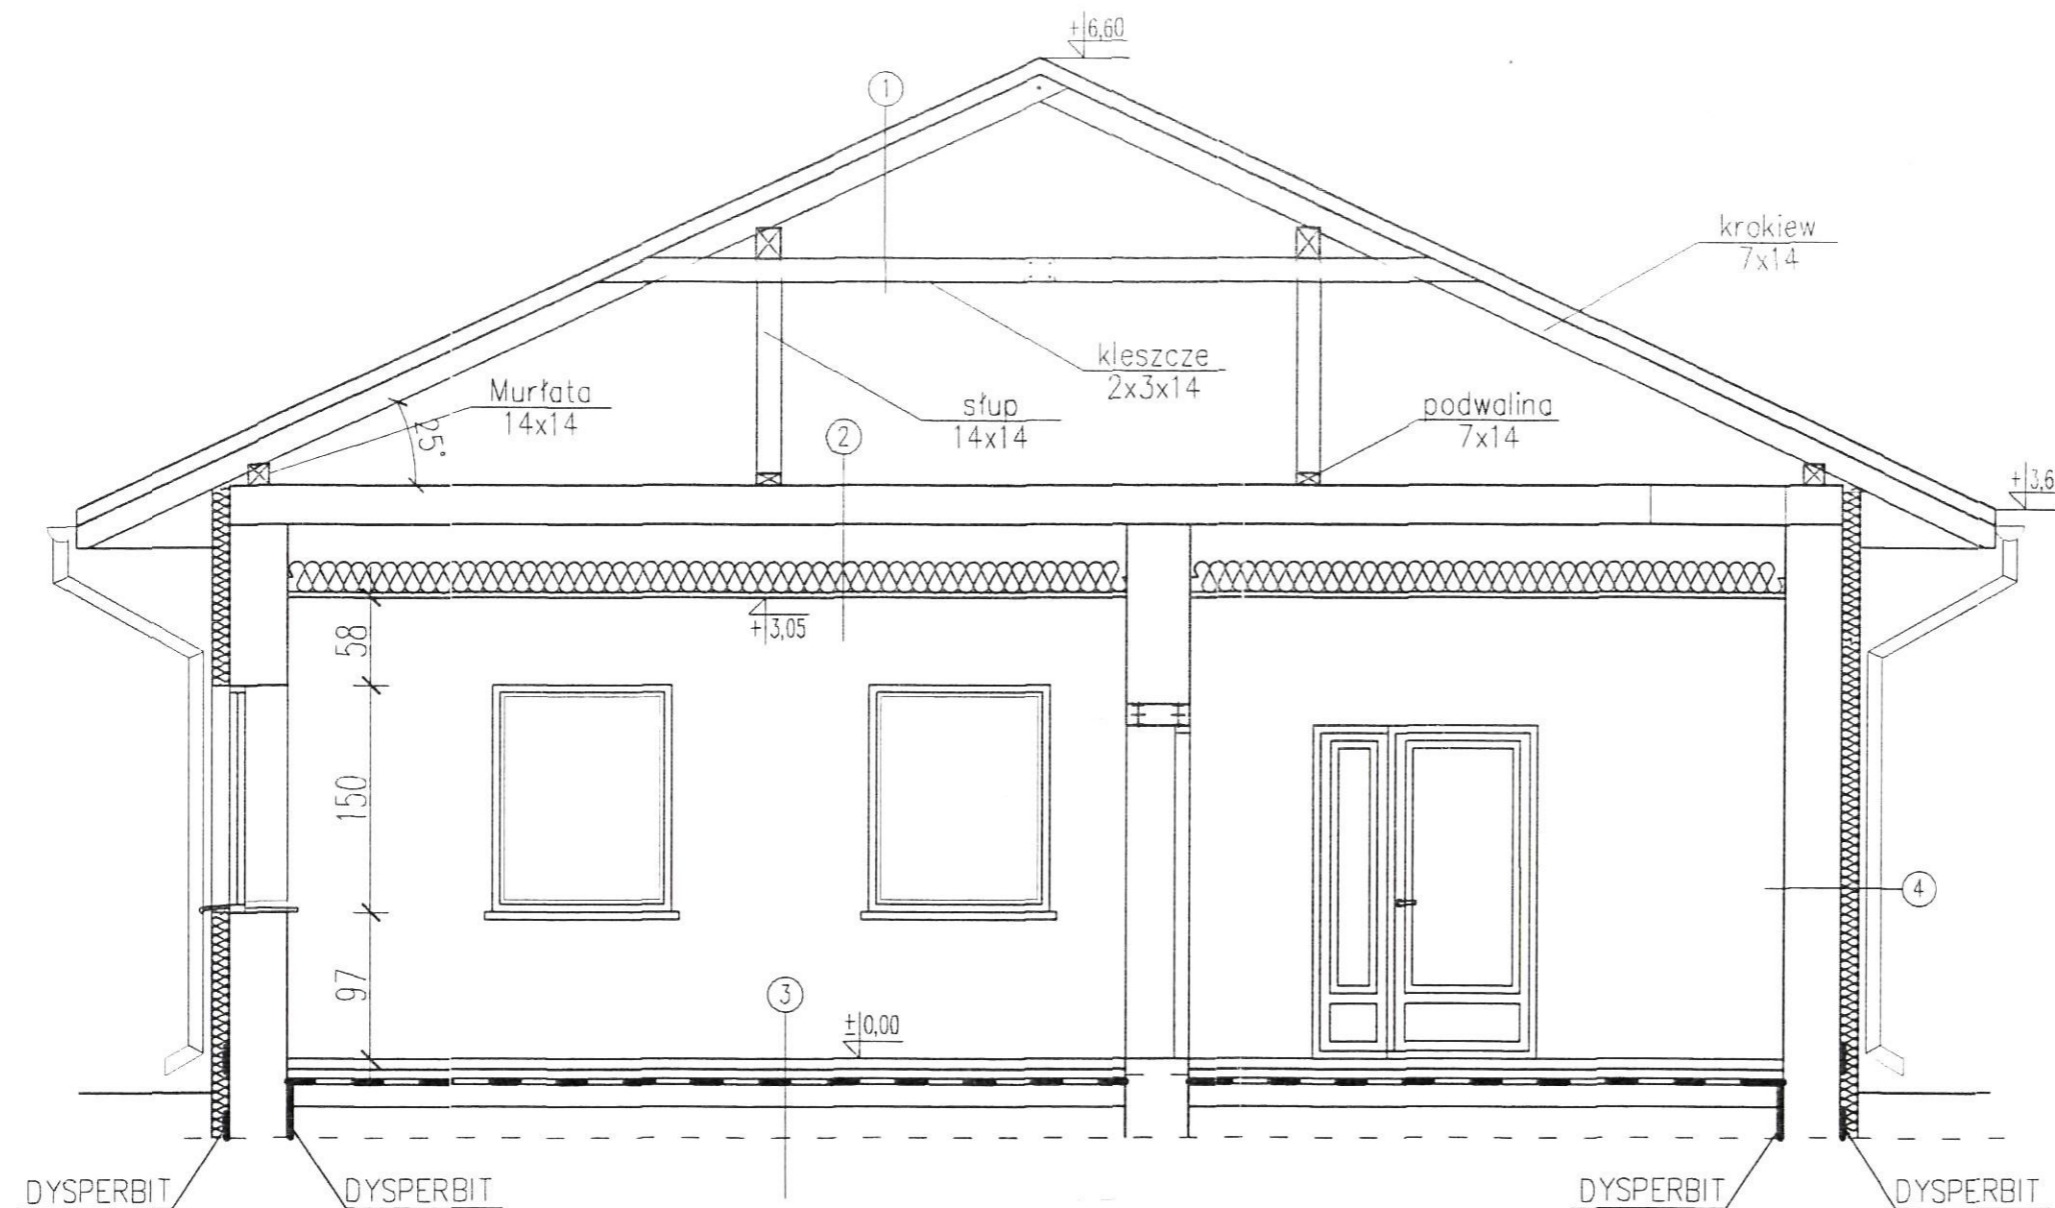 +6,60
1
krokiew
7x14
kleszcze
2x3x14
Murłata
14x14
25°
słup
14x14
podwalina
7x14
2
+3,6
+3,05
58
150
97
4
3
±0,00
DYSPERBIT
DYSPERBIT
DYSPERBIT
DYSPERBIT